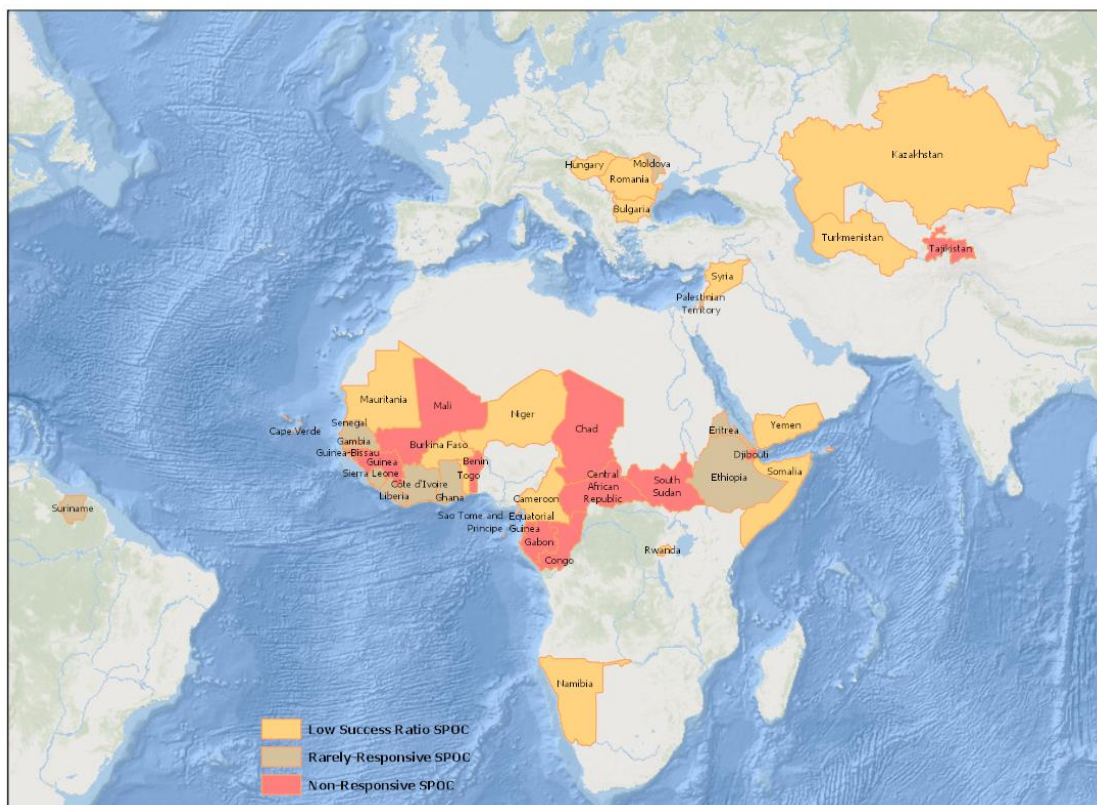 Kazakhstan
Hungary
Moldova
Romania
Bulgaria
Turkmenistan
Tajikistan
Syria
Palestinian
Territory
Mauritania
Mali
Niger
Chad
Cape Verde
Senegal
Gambia
Guinea-Bissau
Guinea
Sierra Leone
Liberia
Côte d'Ivoire
Burkina Faso
Ghana
Benin
Togo
Yemen
Eritrea
Djibouti
Ethiopia
Somalia
Suriname
Cameroon
Central
African
Republic
South
Sudan
Sao Tome and
Principe
Equatorial
Guinea
Gabon
Congo
Rwanda
Namibia
Low Success Ratio SPOC
Rarely-Responsive SPOC
Non-Responsive SPOC